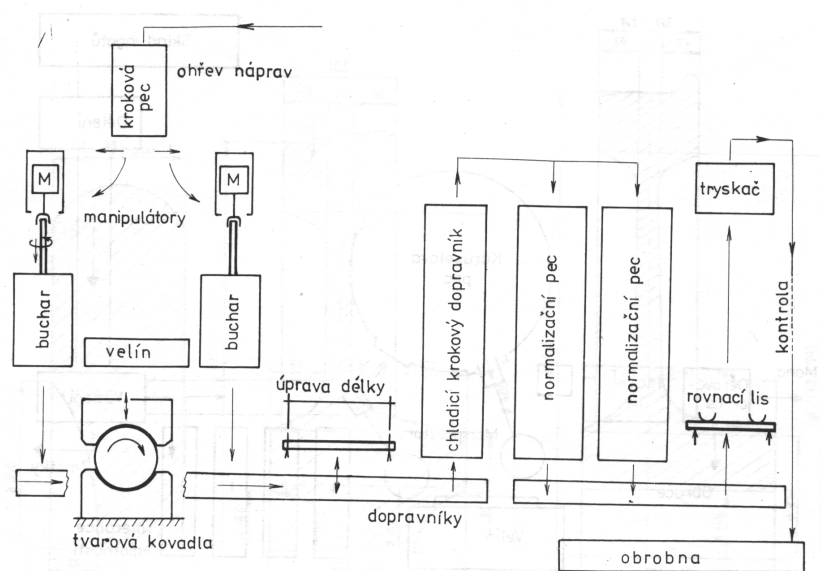 kroková
pec
ohřev náprav
M
M
manipulátory
buchar
buchar
velín
tvarová kovadla
úprava délky
dopravníky
chladicí krokový dopravník
normalizační pec
normalizační pec
tryskač
rovnací lis
kontrola
obrobna